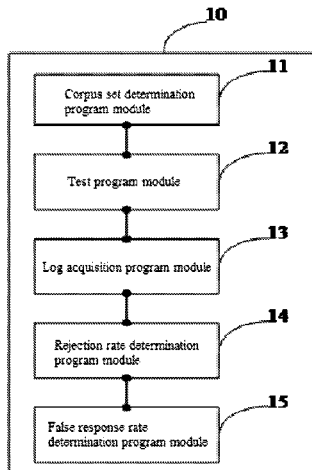 10
11
Corpus set determination
program module
12
Test program module
13
Log acquisition program module
14
Rejection rate determination
program module
15
False response rate
determination program module